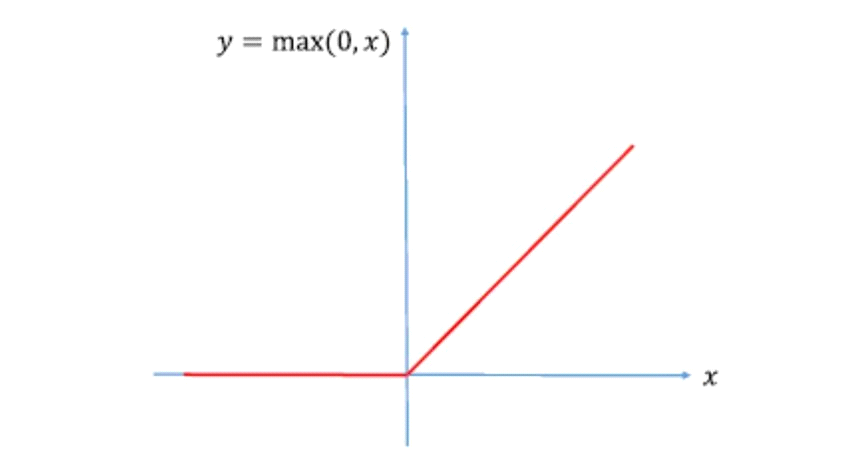 y = max(0, x)
x